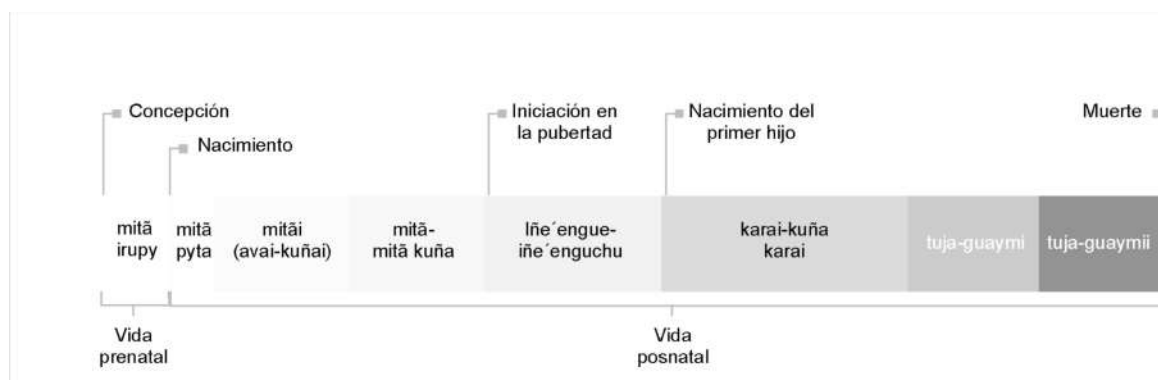 Concepción
Nacimiento
Iniciación en
la pubertad
Nacimiento del
primer hijo
Muerte
mitã
irupy
mitã
pyta
mitãi
(avai-kuñai)
mitã-
mitã kuña
Iñe´engue-
iñe´enguchu
karai-kuña
karai
tuja-guaymi
tuja-guaymii
Vida
prenatal
Vida
posnatal